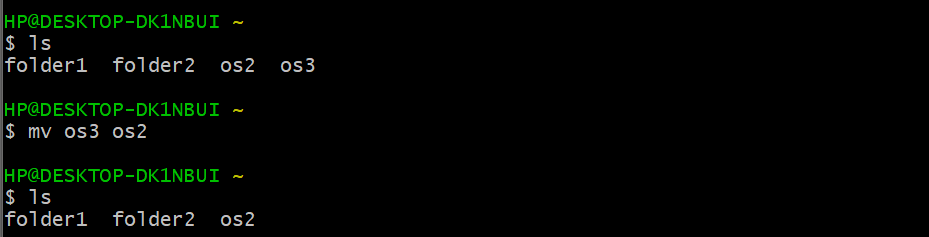 HP@DESKTOP-DK1NBUI ~
$ ls
folder1  folder2  os2  os3
HP@DESKTOP-DK1NBUI ~
$ mv os3 os2
HP@DESKTOP-DK1NBUI ~
$ ls
folder1  folder2  os2